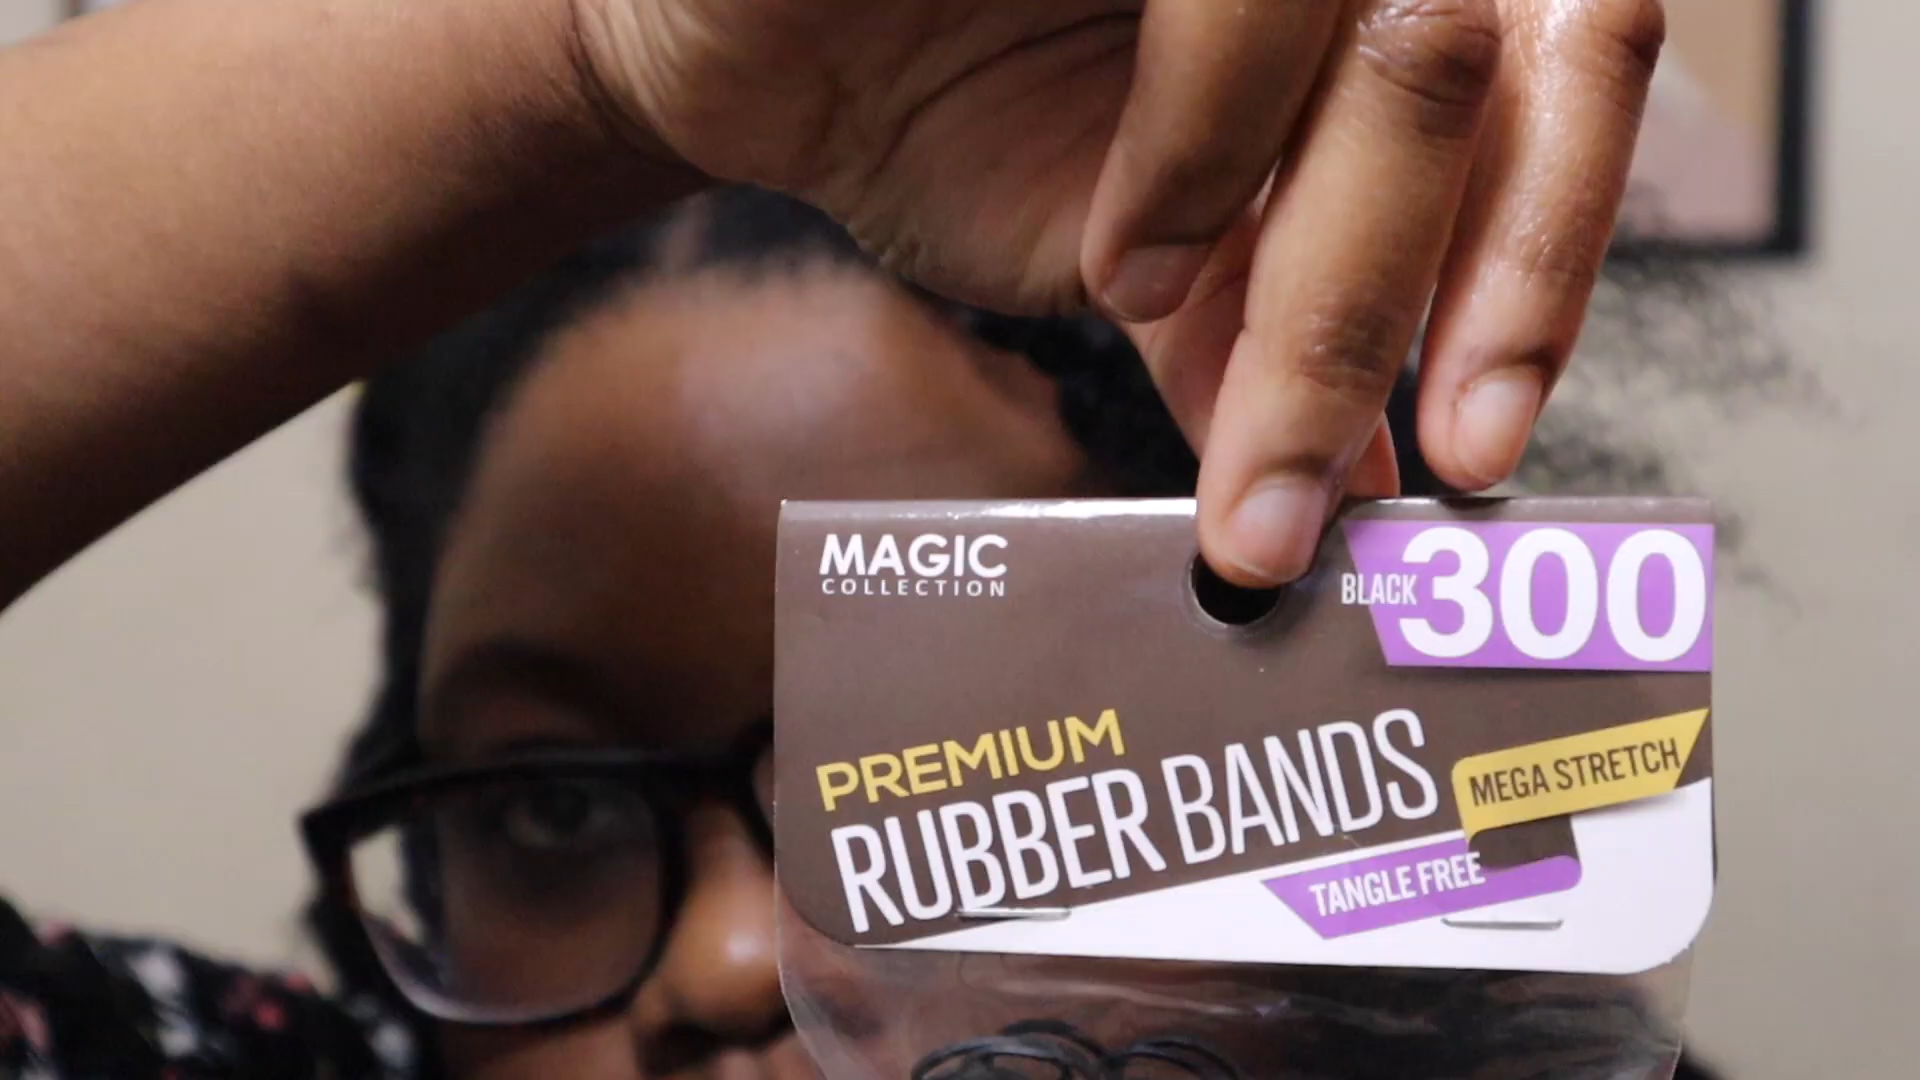 MAGIC
COLLECTION
BLACK 300
PREMIUM
RUBBER BANDS
MEGA STRETCH
TANGLE FREE